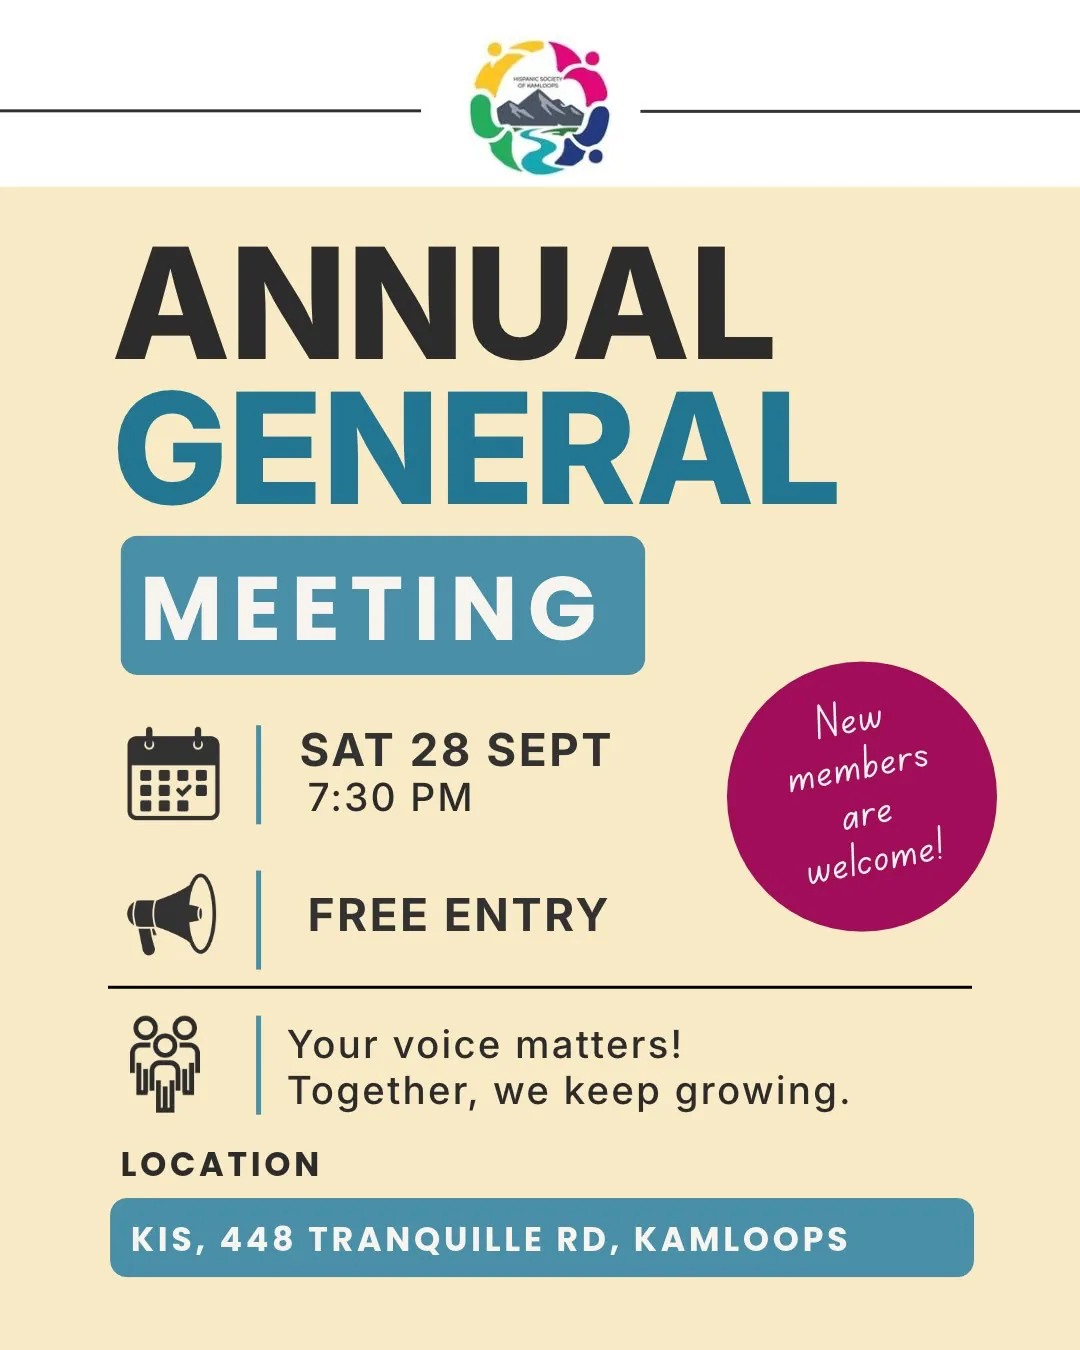 HISPANIC SOCIETY
OF KAMLOOPS
ANNUAL
GENERAL
MEETING
SAT 28 SEPT
7:30 PM
New
members
are
welcome!
FREE ENTRY
Your voice matters!
Together, we keep growing.
LOCATION
KIS, 448 TRANQUILLE RD, KAMLOOPS